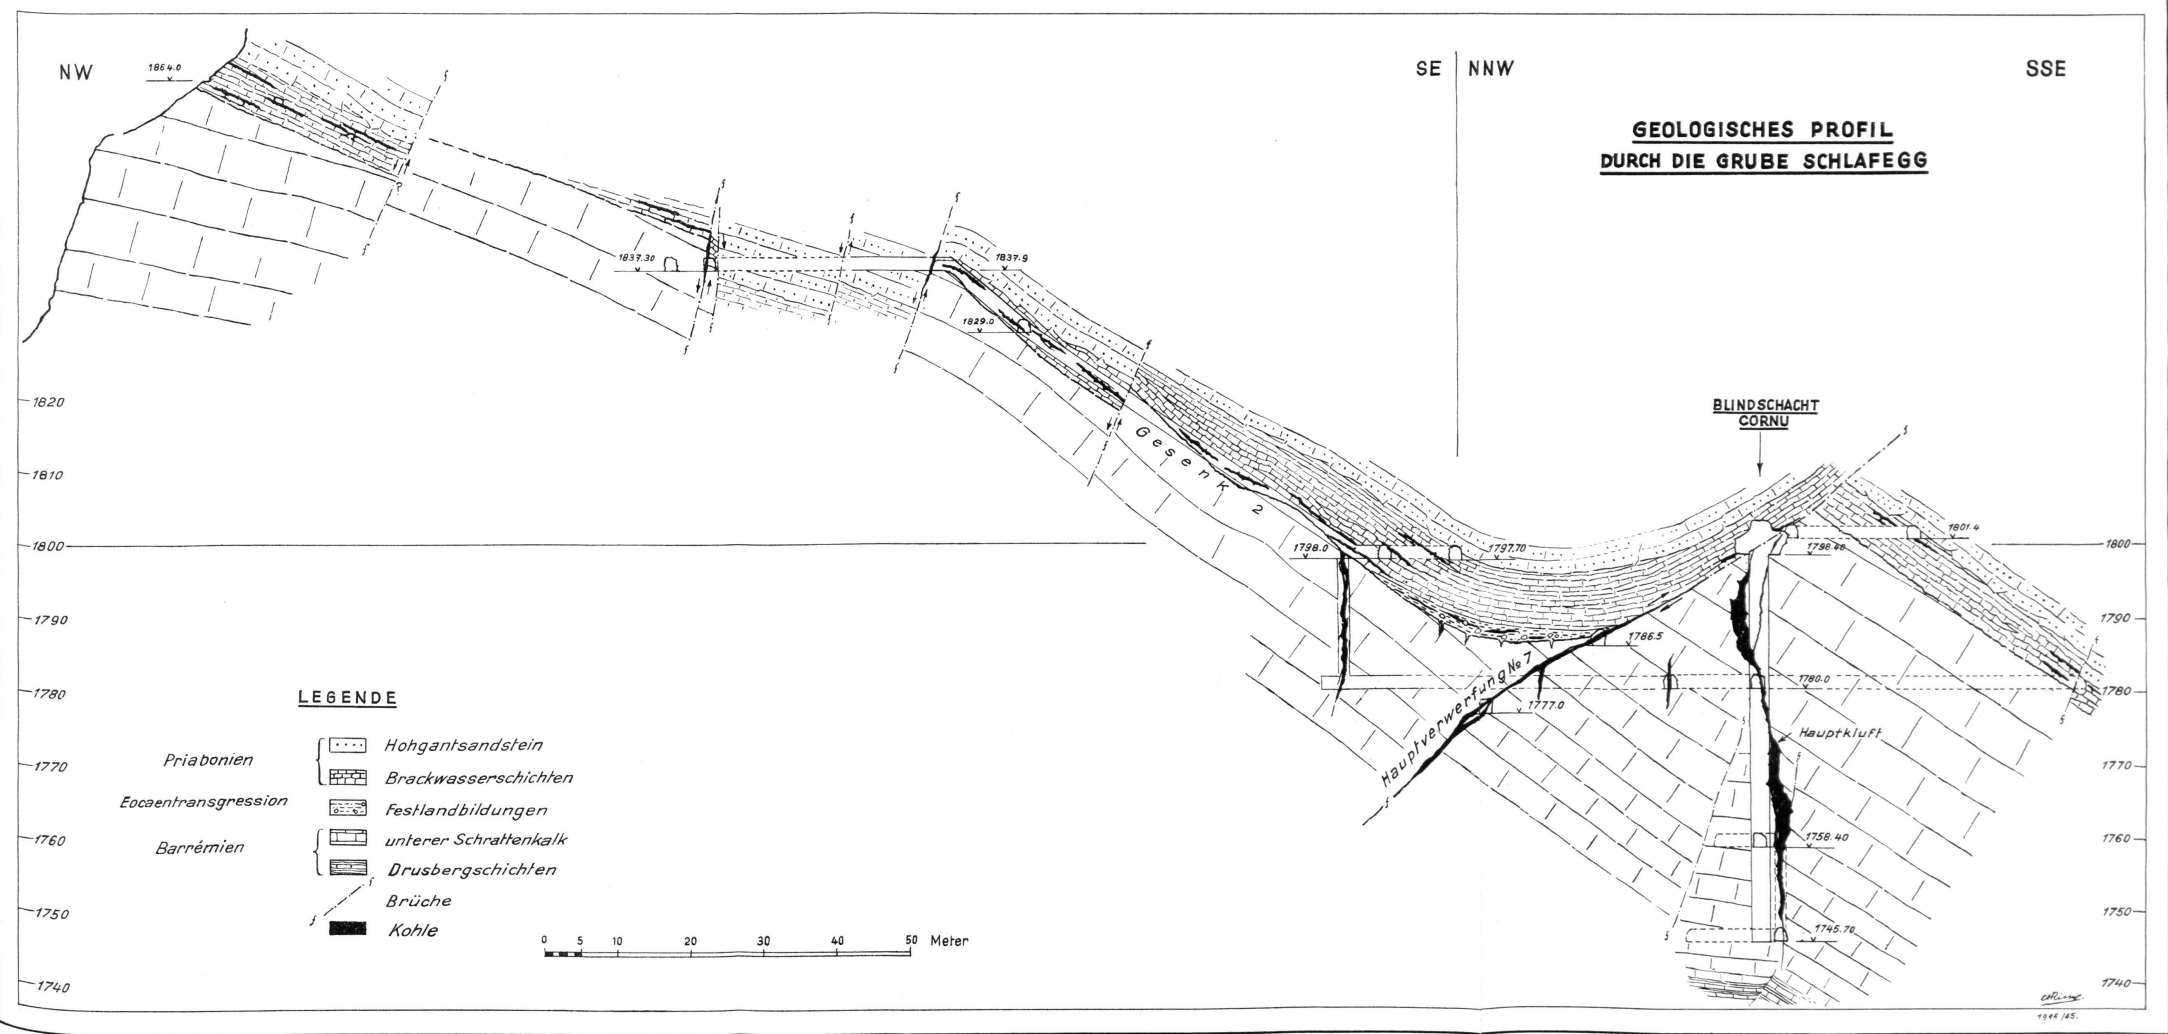 NW
SE
NNW
SSE
GEOLOGISCHES PROFIL
DURCH DIE GRUBE SCHLAFEGG
1864.0
?
1837.30
1837.9
1829.0
Gesenk 2
BLINDSCHACHT
CORNU
1801.4
1798.40
1798.0
1797.70
1786.5
1780.0
1777.0
Hauptverwerfung No 7
Hauptkluft
1758.40
1745.70
1820
1810
1800
1790
1780
1770
1760
1750
1740
1800
1790
1780
1770
1760
1750
1740
LEGENDE
Priabonien
Hohgantsandstein
Brackwasserschichten
Eocaentransgression
Festlandbildungen
Barrémien
unterer Schrattenkalk
Drusbergschichten
Brüche
Kohle
0 5 10 20 30 40 50 Meter